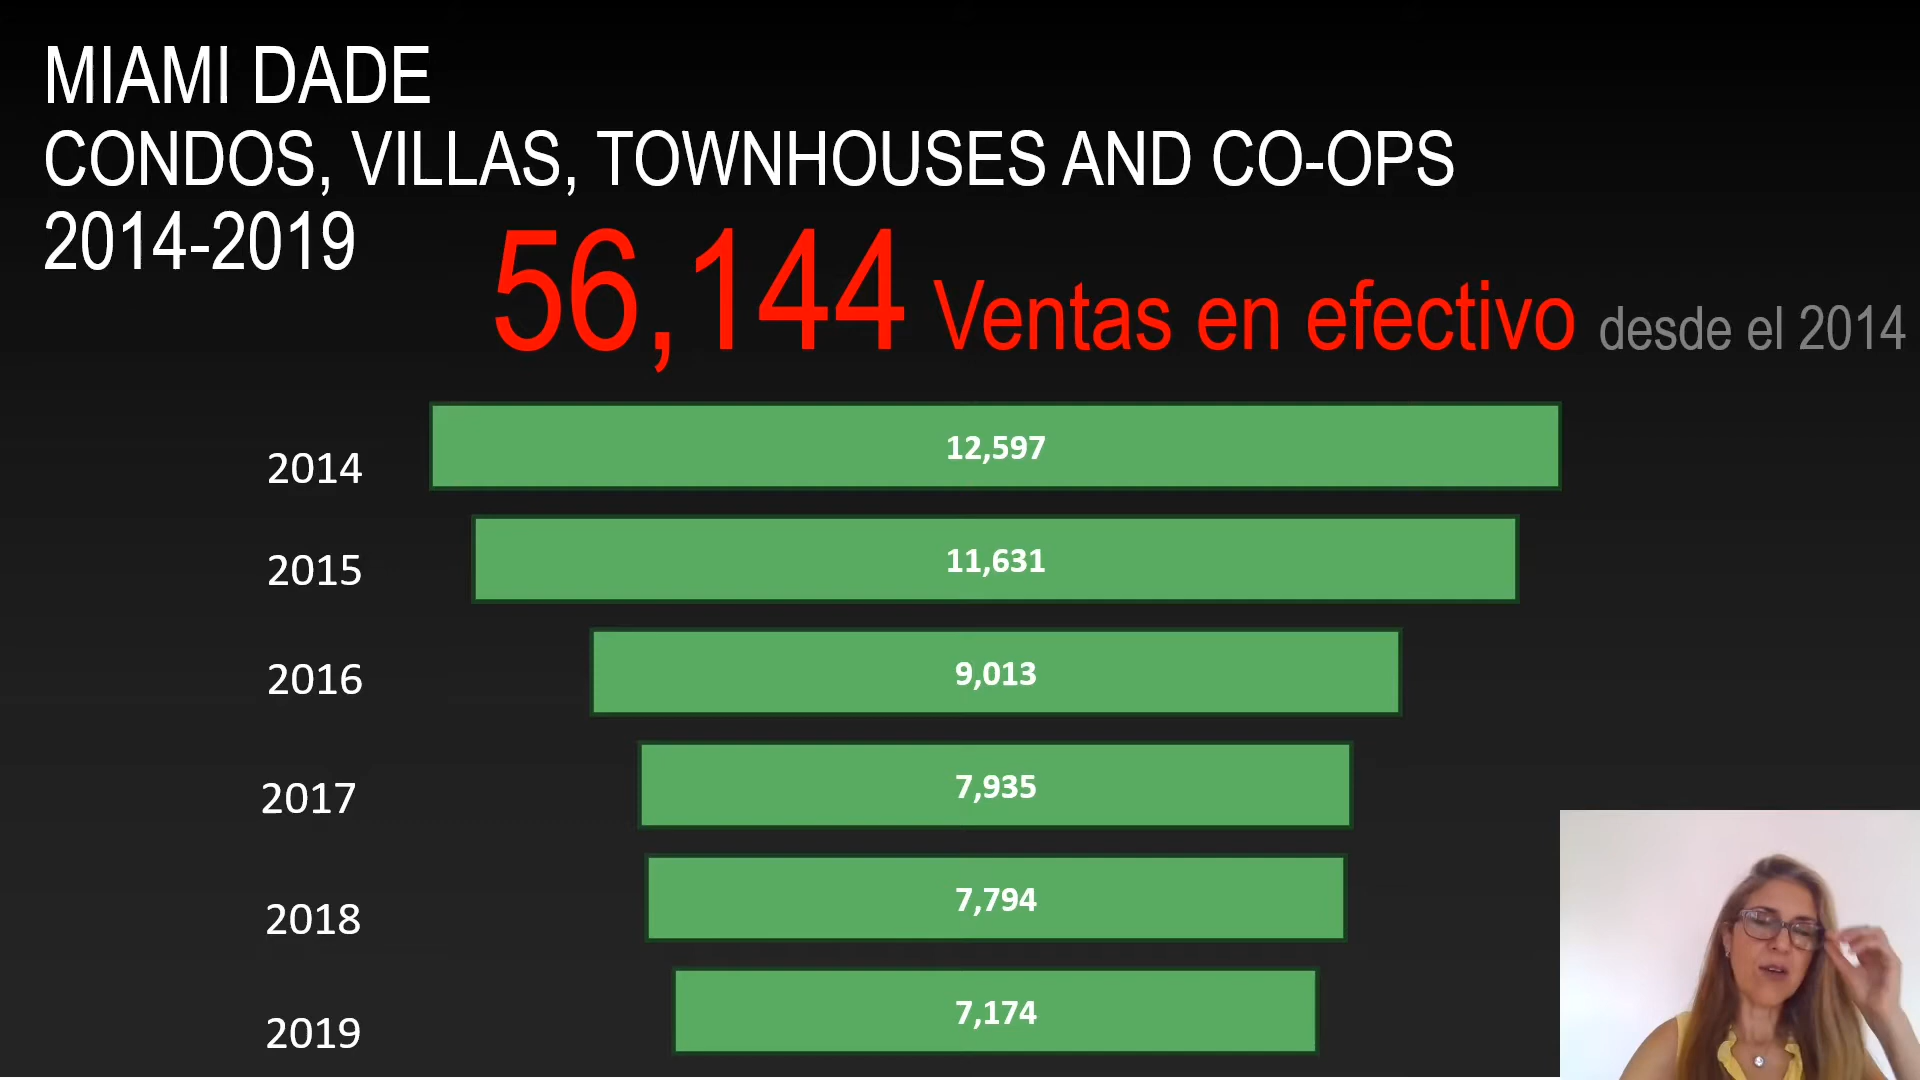 MIAMI DADE
CONDOS, VILLAS, TOWNHOUSES AND CO-OPS
2014-2019
56,144 Ventas en efectivo desde el 2014
2014 12,597
2015 11,631
2016 9,013
2017 7,935
2018 7,794
2019 7,174